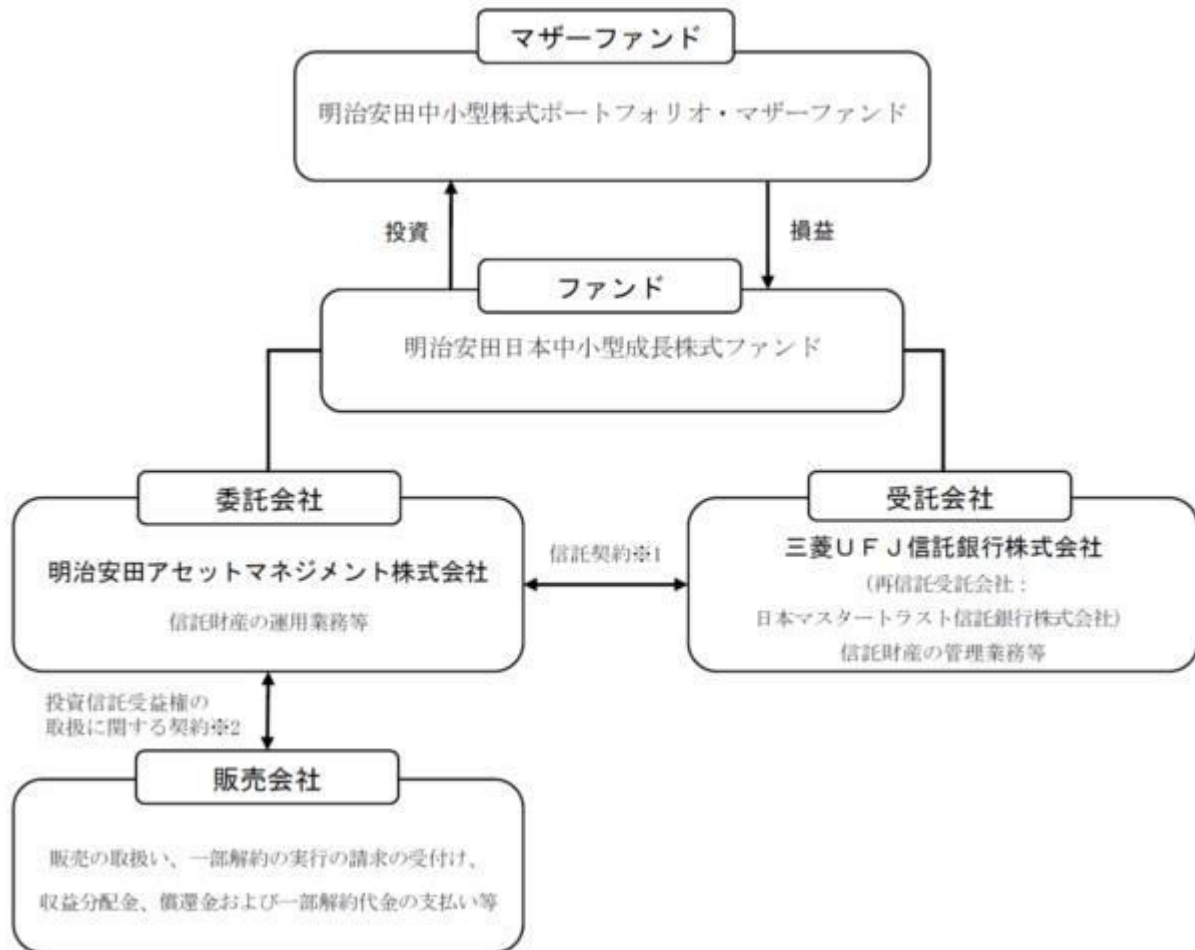 マザーファンド
明治安田中小型株式ポートフォリオ・マザーファンド
投資
損益
ファンド
明治安田日本中小型成長株式ファンド
委託会社
明治安田アセットマネジメント株式会社
信託財産の運用業務等
信託契約※1
受託会社
三菱ＵＦＪ信託銀行株式会社
（再信託受託会社：
日本マスタートラスト信託銀行株式会社）
信託財産の管理業務等
投資信託受益権の
取扱に関する契約※2
販売会社
販売の取扱い、一部解約の実行の請求の受付け、
収益分配金、償還金および一部解約代金の支払い等